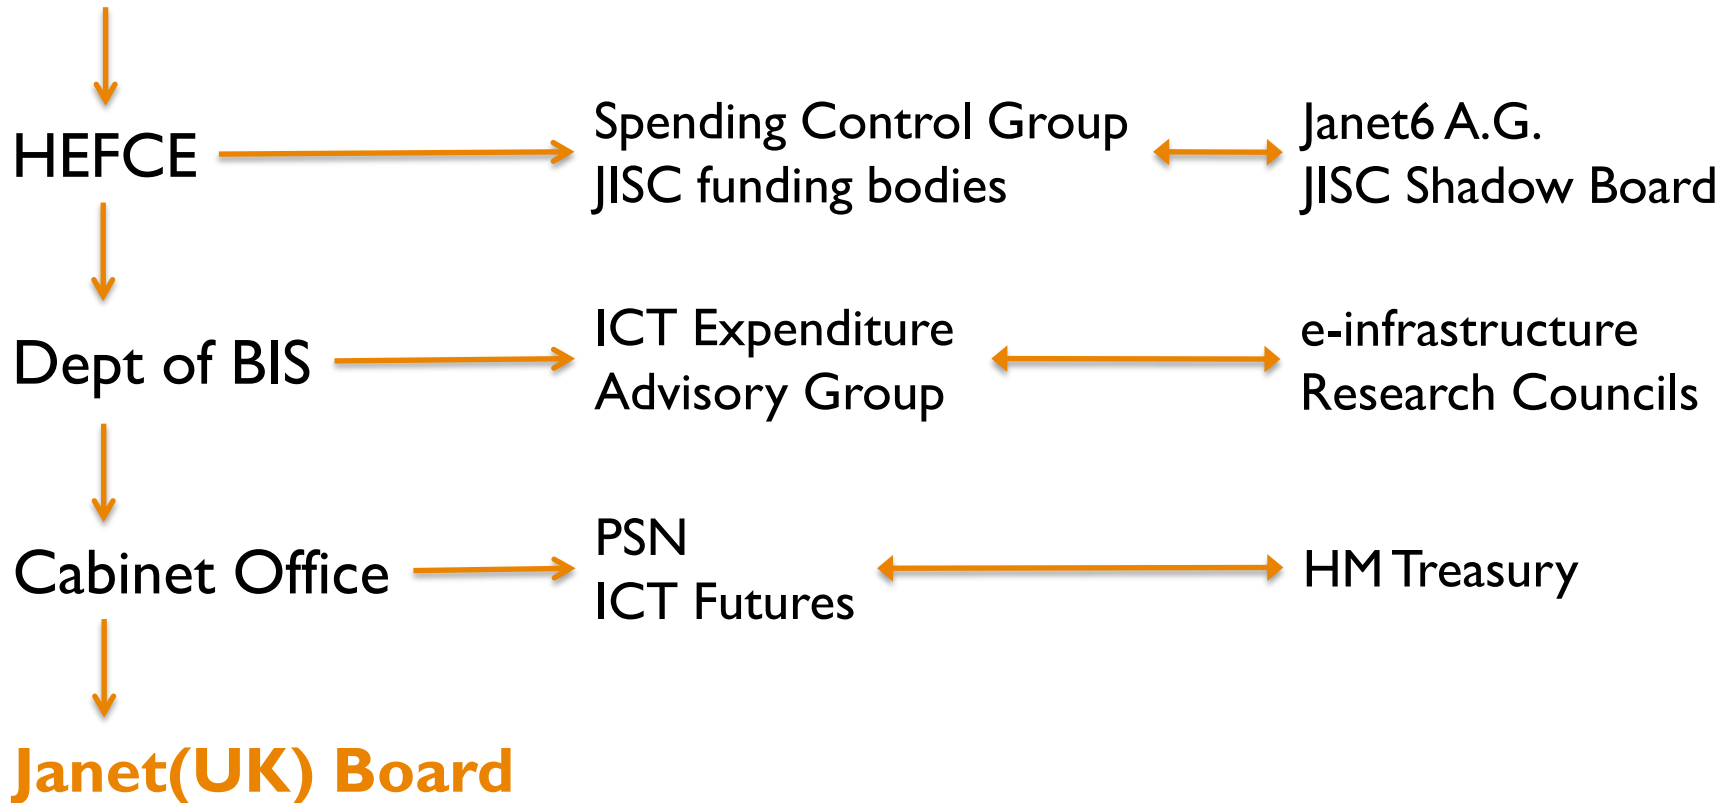 HEFCE
Spending Control Group
JISC funding bodies
Janet6 A.G.
JISC Shadow Board
Dept of BIS
ICT Expenditure
Advisory Group
e-infrastructure
Research Councils
Cabinet Office
PSN
ICT Futures
HM Treasury
Janet(UK) Board